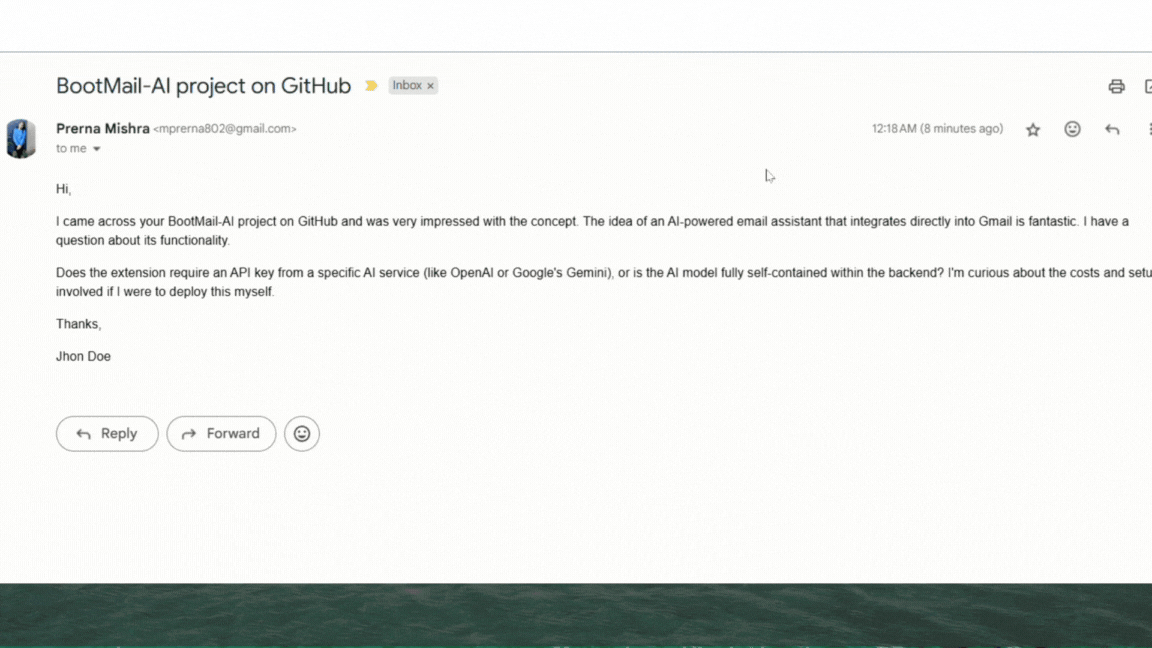 BootMail-AI project on GitHub Inbox ×
Prerna Mishra <mprerna802@gmail.com> 12:18 AM (8 minutes ago)
to me
Hi,
I came across your BootMail-AI project on GitHub and was very impressed with the concept. The idea of an AI-powered email assistant that integrates directly into Gmail is fantastic. I have a
question about its functionality.
Does the extension require an API key from a specific AI service (like OpenAI or Google's Gemini), or is the AI model fully self-contained within the backend? I'm curious about the costs and setu
involved if I were to deploy this myself.
Thanks,
Jhon Doe
Reply Forward